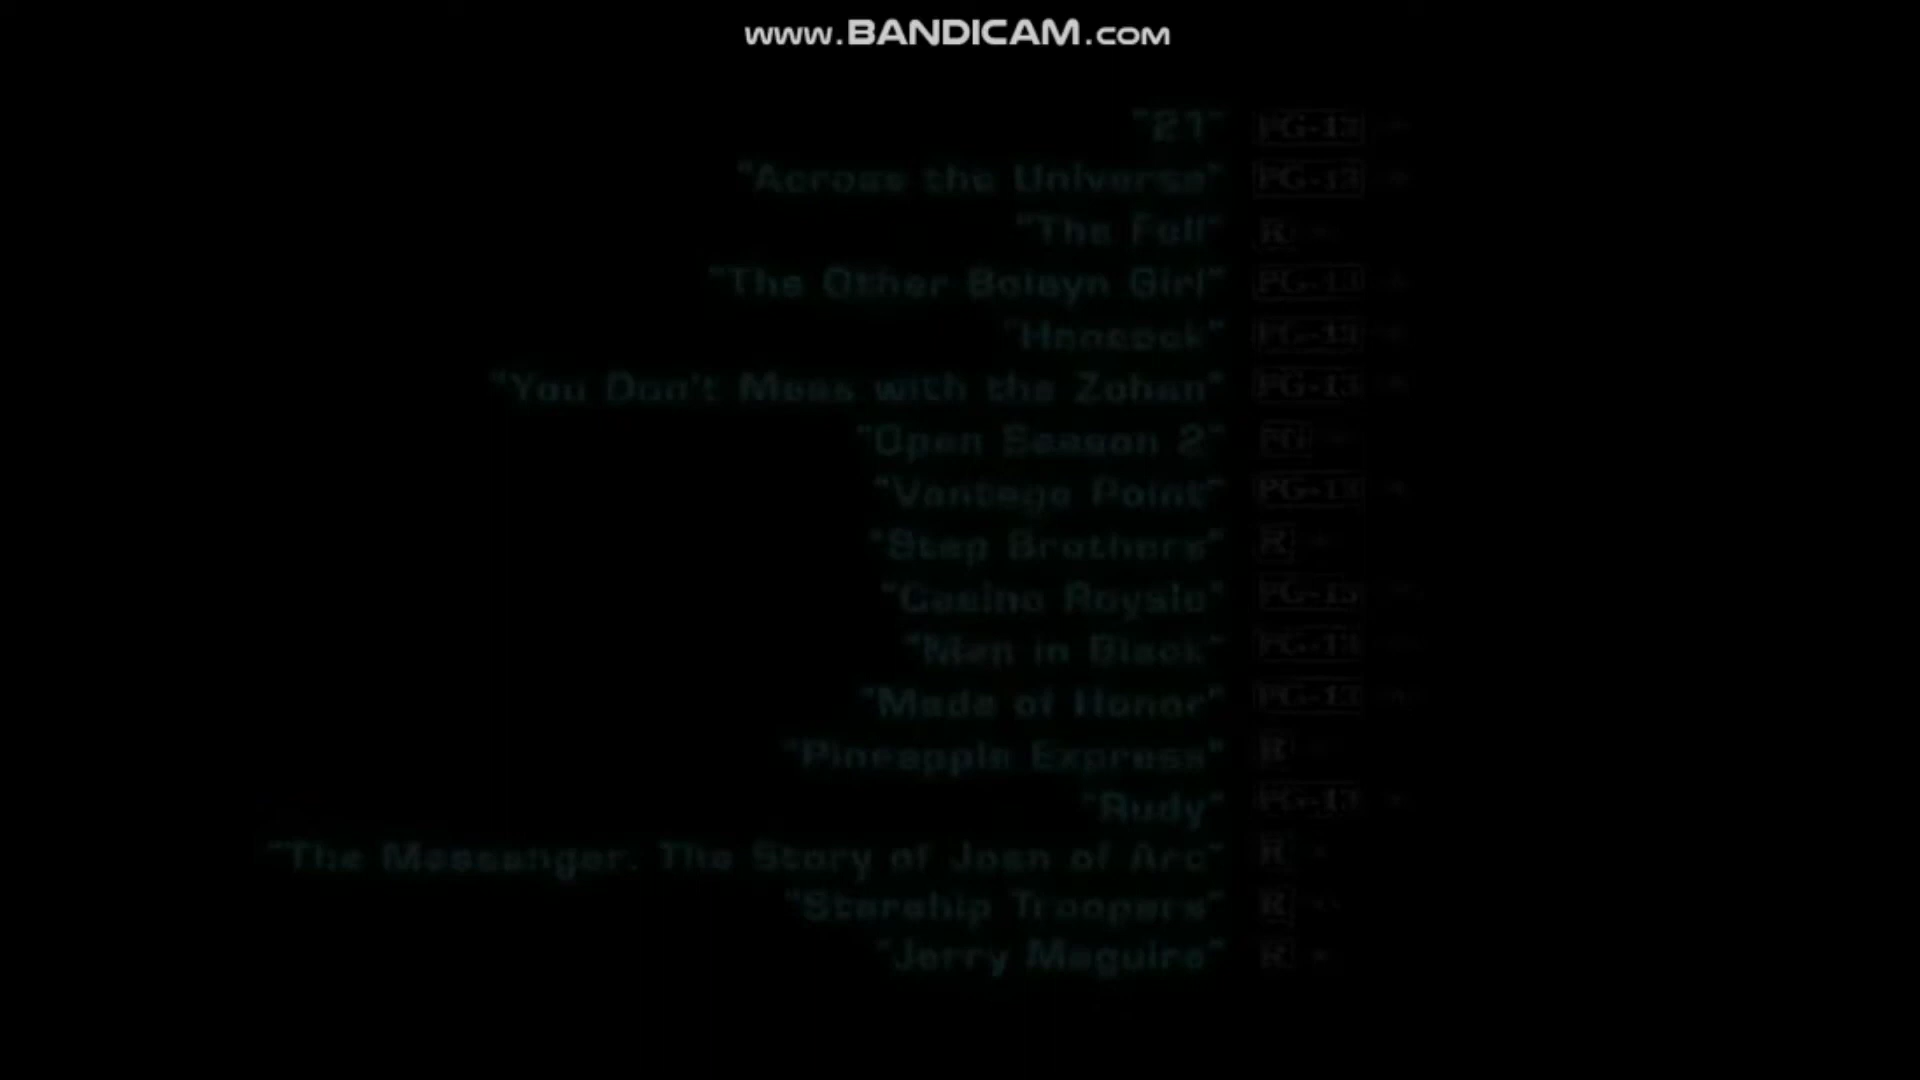 www.BANDICAM.com
"21" PG-13
"Across the Universe" PG-13
"The Fall" R
"The Other Boleyn Girl" PG-13
"Hancock" PG-13
"You Don't Mess with the Zohan" PG-13
"Open Season 2" PG
"Vantage Point" PG-13
"Step Brothers" R
"Casino Royale" PG-13
"Men in Black" PG-13
"Made of Honor" PG-13
"Pineapple Express" R
"Rudy" PG-13
"The Messenger: The Story of Joan of Arc" R
"Starship Troopers" R
"Jerry Maguire" R